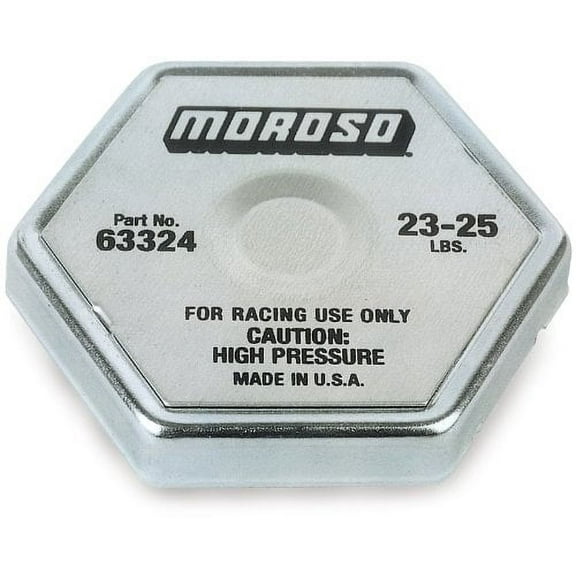 MOROSO
Part No.
63324
23-25
LBS.
FOR RACING USE ONLY
CAUTION:
HIGH PRESSURE
MADE IN U.S.A.